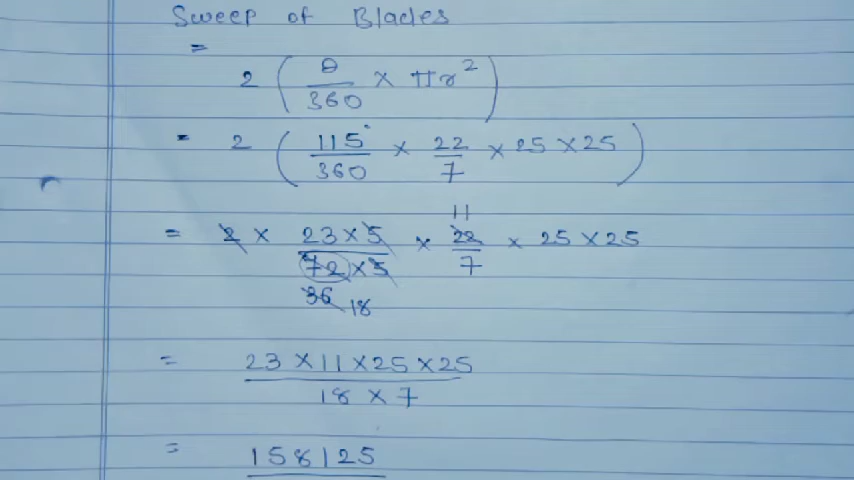 Sweep of Blades
=
2 ( θ/360 × πr² )
= 2 ( 115°/360 × 22/7 × 25 × 25 )
11
= 2 × 23 × 5 / 72 × 5 × 22/7 × 25 × 25
36 18
= 23 × 11 × 25 × 25 / 18 × 7
= 158125